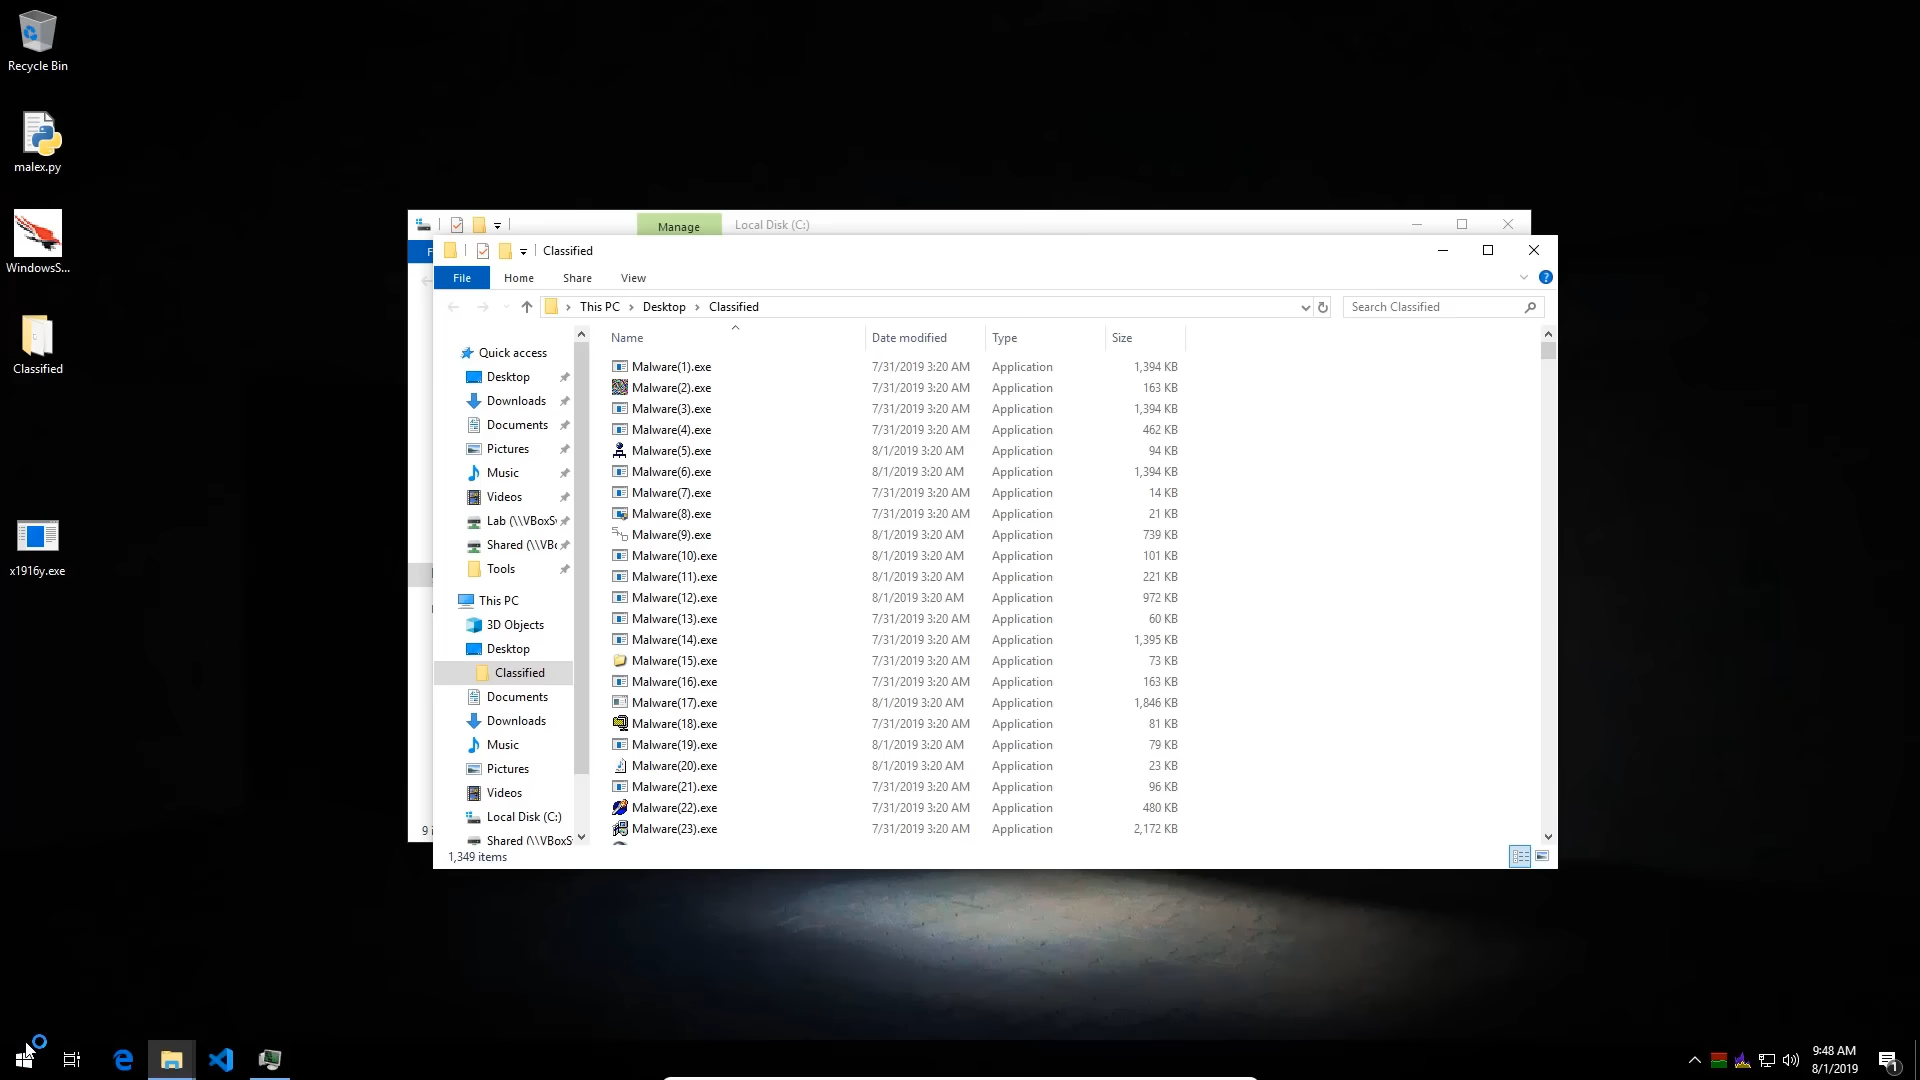 Recycle Bin
malex.py
WindowsS...
Classified
x1916y.exe
Manage
Local Disk (C:)
Classified
File
Home
Share
View
This PC
Desktop
Classified
Search Classified
Name
Date modified
Type
Size
Quick access
Desktop
Downloads
Documents
Pictures
Music
Videos
Lab (\\VBoxS
Shared (\\VB
Tools
This PC
3D Objects
Desktop
Classified
Documents
Downloads
Music
Pictures
Videos
Local Disk (C:)
Shared (\\VBoxS
Malware(1).exe 7/31/2019 3:20 AM Application 1,394 KB
Malware(2).exe 7/31/2019 3:20 AM Application 163 KB
Malware(3).exe 7/31/2019 3:20 AM Application 1,394 KB
Malware(4).exe 7/31/2019 3:20 AM Application 462 KB
Malware(5).exe 8/1/2019 3:20 AM Application 94 KB
Malware(6).exe 8/1/2019 3:20 AM Application 1,394 KB
Malware(7).exe 7/31/2019 3:20 AM Application 14 KB
Malware(8).exe 7/31/2019 3:20 AM Application 21 KB
Malware(9).exe 8/1/2019 3:20 AM Application 739 KB
Malware(10).exe 8/1/2019 3:20 AM Application 101 KB
Malware(11).exe 8/1/2019 3:20 AM Application 221 KB
Malware(12).exe 8/1/2019 3:20 AM Application 972 KB
Malware(13).exe 7/31/2019 3:20 AM Application 60 KB
Malware(14).exe 7/31/2019 3:20 AM Application 1,395 KB
Malware(15).exe 7/31/2019 3:20 AM Application 73 KB
Malware(16).exe 7/31/2019 3:20 AM Application 163 KB
Malware(17).exe 8/1/2019 3:20 AM Application 1,846 KB
Malware(18).exe 7/31/2019 3:20 AM Application 81 KB
Malware(19).exe 8/1/2019 3:20 AM Application 79 KB
Malware(20).exe 8/1/2019 3:20 AM Application 23 KB
Malware(21).exe 7/31/2019 3:20 AM Application 96 KB
Malware(22).exe 7/31/2019 3:20 AM Application 480 KB
Malware(23).exe 7/31/2019 3:20 AM Application 2,172 KB
9 i
1,349 items
9:48 AM
8/1/2019
1